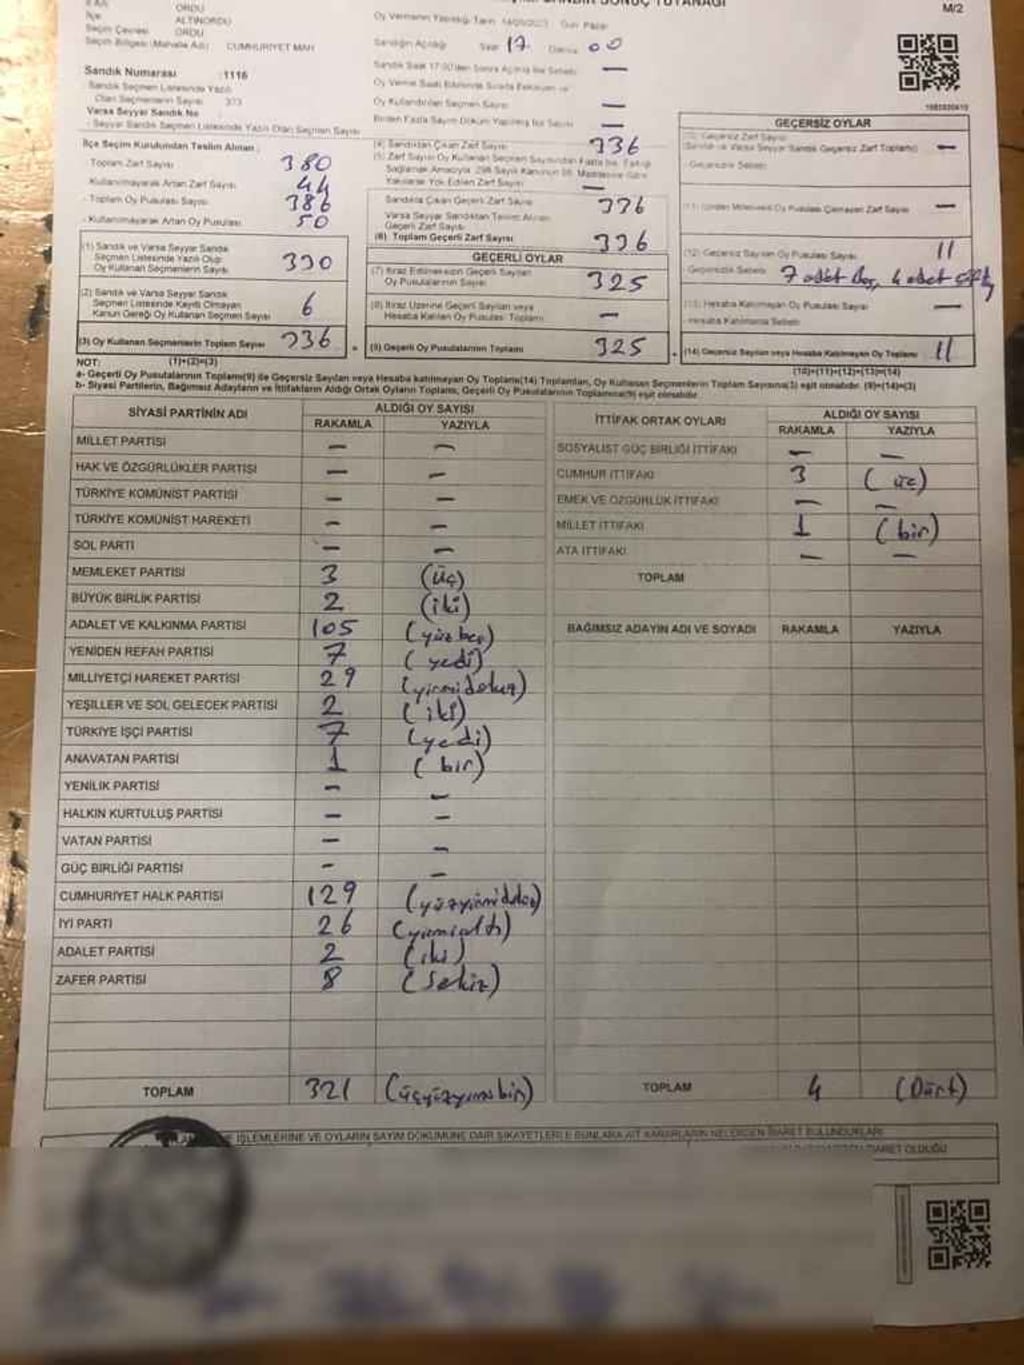 SANDIK SONUÇ TUTANAĞI
M/2
ORDU
İlçe ALTINORDU
Seçim Çevresi ORDU
Seçim Bölgesi (Mahalle Adı) CUMHURİYET MAH
Sandık Numarası :1116
Sandık Seçmen Listesinde Yazılı
Olan Seçmenlerin Sayısı 373
Varsa Seyyar Sandık No
- Seyyar Sandık Seçmen Listesinde Yazılı Olan Seçmen Sayısı
İlçe Seçim Kurulundan Teslim Alınan :
- Toplam Zarf Sayısı 380
- Kullanılmayarak Artan Zarf Sayısı 44
- Toplam Oy Pusulası Sayısı 386
- Kullanılmayarak Artan Oy Pusulası 50
(1) Sandık ve Varsa Seyyar Sandık
Seçmen Listesinde Yazılı Olup
Oy Kullanan Seçmenlerin Sayısı 330
(2) Sandık ve Varsa Seyyar Sandık
Seçmen Listesinde Kayıtlı Olmayan
Kanun Gereği Oy Kullanan Seçmen Sayısı 6
(3) Oy Kullanan Seçmenlerin Toplam Sayısı 336
(1)+(2)=(3)
Oy Vermenin Yapıldığı Tarih 14/05/2023 Gün Pazar
Sandığın Açıldığı Saat 17 Dakika 00
Sandık Saat 17:00'den Sonra Açılmış İse Sebebi —
Oy Kullandırılan Seçmen Sayısı —
Birden Fazla Sayım Döküm Yapılmış İse Sayısı —
(4) Sandıktan Çıkan Zarf Sayısı 336
(5) Zarf Sayısı Oy Kullanan Seçmen Sayısından Fazla İse, Eşitliği
Sağlamak Amacıyla 298 Sayılı Kanunun 98. Maddesine Göre
Yakılarak Yok Edilen Zarf Sayısı —
Sandıkta Çıkan Geçerli Zarf Sayısı 336
Varsa Seyyar Sandıktan Teslim Alınan
Geçerli Zarf Sayısı
(6) Toplam Geçerli Zarf Sayısı 336
GEÇERLİ OYLAR
(7) İtiraz Edilmeksizin Geçerli Sayılan
Oy Pusulalarının Sayısı 325
(8) İtiraz Üzerine Geçerli Sayılan veya
Hesaba Katılan Oy Pusulası Toplamı —
(9) Geçerli Oy Pusulalarının Toplamı 325
GEÇERSİZ OYLAR
(10) Geçersiz Zarf Sayısı
(Sandık ve Varsa Seyyar Sandık Geçersiz Zarf Toplamı) —
- Geçersizlik Sebebi
(12) Geçersiz Sayılan Oy Pusulası Sayısı 11
- Geçersizlik Sebebi 7 adet boş, 4 adet
(13) Hesaba Katılmayan Oy Pusulası Sayısı —
- Hesaba Katılmama Sebebi
(14) Geçersiz Sayılan veya Hesaba Katılmayan Oy Toplamı 11
(10)+(11)+(12)+(13)=(14)
NOT:
a- Geçerli Oy Pusulalarının Toplamı(9) ile Geçersiz Sayılan veya Hesaba katılmayan Oy Toplamı(14) Toplamları, Oy Kullanan Seçmenlerin Toplam Sayısına(3) eşit olmalıdır. (9)+(14)=(3)
b- Siyasi Partilerin, Bağımsız Adayların ve İttifakların Aldığı Ortak Oyların Toplamı, Geçerli Oy Pusulalarının Toplamına(9) eşit olmalıdır.
SİYASİ PARTİNİN ADI ALDIĞI OY SAYISI
RAKAMLA YAZIYLA
MİLLET PARTİSİ — —
HAK VE ÖZGÜRLÜKLER PARTİSİ — —
TÜRKİYE KOMÜNİST PARTİSİ — —
TÜRKİYE KOMÜNİST HAREKETİ — —
SOL PARTİ — —
MEMLEKET PARTİSİ 3 (üç)
BÜYÜK BİRLİK PARTİSİ 2 (iki)
ADALET VE KALKINMA PARTİSİ 105 (yüzbeş)
YENİDEN REFAH PARTİSİ 7 (yedi)
MİLLİYETÇİ HAREKET PARTİSİ 29 (yirmidokuz)
YEŞİLLER VE SOL GELECEK PARTİSİ 2 (iki)
TÜRKİYE İŞÇİ PARTİSİ 7 (yedi)
ANAVATAN PARTİSİ 1 (bir)
YENİLİK PARTİSİ — —
HALKIN KURTULUŞ PARTİSİ — —
VATAN PARTİSİ — —
GÜÇ BİRLİĞİ PARTİSİ — —
CUMHURİYET HALK PARTİSİ 129 (yüzyirmidokuz)
İYİ PARTİ 26 (yirmialtı)
ADALET PARTİSİ 2 (iki)
ZAFER PARTİSİ 8 (sekiz)
TOPLAM 321 (üçyüzyirmibir)
İTTİFAK ORTAK OYLARI ALDIĞI OY SAYISI
RAKAMLA YAZIYLA
SOSYALİST GÜÇ BİRLİĞİ İTTİFAKI — —
CUMHUR İTTİFAKI 3 (üç)
EMEK VE ÖZGÜRLÜK İTTİFAKI — —
MİLLET İTTİFAKI 1 (bir)
ATA İTTİFAKI — —
TOPLAM
BAĞIMSIZ ADAYIN ADI VE SOYADI RAKAMLA YAZIYLA
TOPLAM 4 (Dört)
İŞLEMLERİNE VE OYLARIN SAYIM DÖKÜMÜNE DAİR ŞİKAYETLER İLE BUNLARA AİT KARARLARIN NELERDEN İBARET BULUNDUKLARI
İBARET OLDUĞU